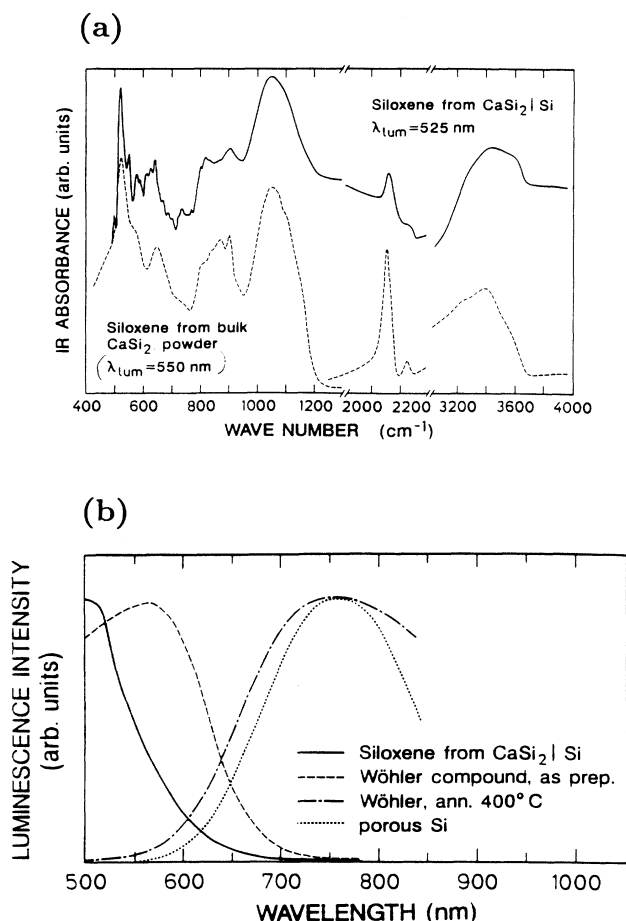 (a)
IR ABSORBANCE (arb. units)
Siloxene from CaSi₂ | Si
λlum=525 nm
Siloxene from bulk
CaSi₂ powder
(λlum=550 nm)
400 600 800 1000 1200 2000 2200 3200 3600 4000
WAVE NUMBER (cm⁻¹)
(b)
LUMINESCENCE INTENSITY
(arb. units)
Siloxene from CaSi₂ | Si
Wöhler compound, as prep.
Wöhler, ann. 400°C
porous Si
500 600 700 800 900 1000
WAVELENGTH (nm)